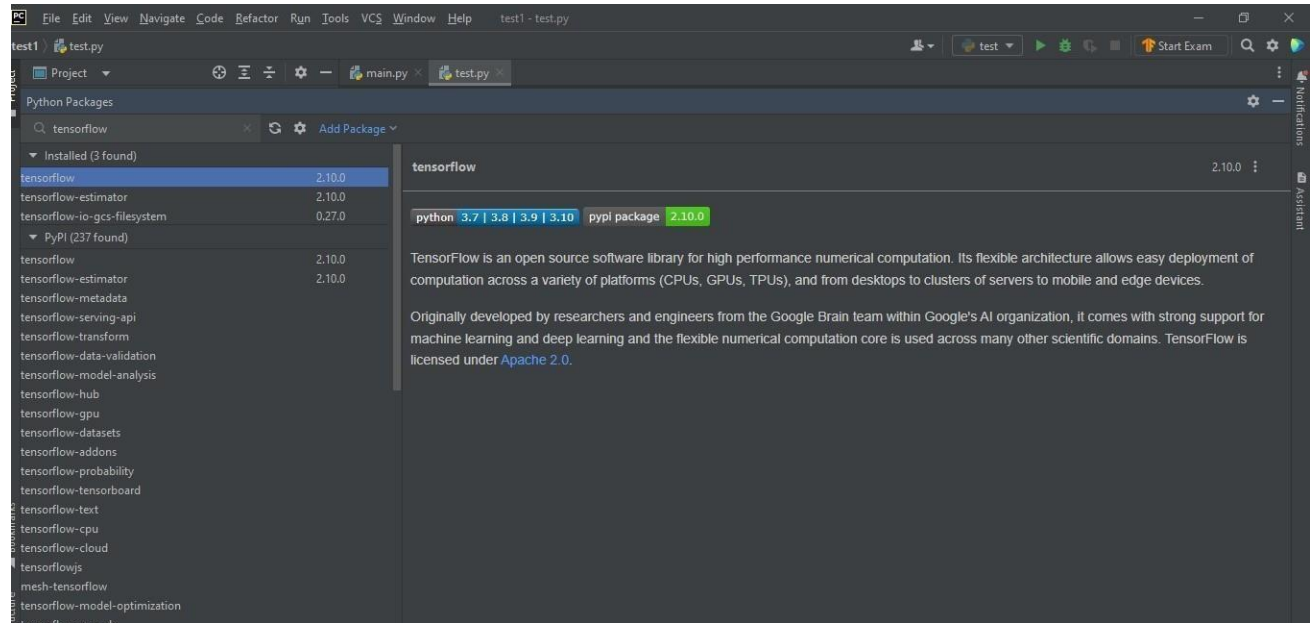 PC File Edit View Navigate Code Refactor Run Tools VCS Window Help test1 - test.py
test1 test.py test Start Exam
Project main.py test.py
Python Packages
tensorflow Add Package
Installed (3 found)
tensorflow 2.10.0
tensorflow-estimator 2.10.0
tensorflow-io-gcs-filesystem 0.27.0
PyPI (237 found)
tensorflow 2.10.0
tensorflow-estimator 2.10.0
tensorflow-metadata
tensorflow-serving-api
tensorflow-transform
tensorflow-data-validation
tensorflow-model-analysis
tensorflow-hub
tensorflow-gpu
tensorflow-datasets
tensorflow-addons
tensorflow-probability
tensorflow-tensorboard
tensorflow-text
tensorflow-cpu
tensorflow-cloud
tensorflowjs
mesh-tensorflow
tensorflow-model-optimization
tensorflow 2.10.0
python 3.7 | 3.8 | 3.9 | 3.10 pypi package 2.10.0
TensorFlow is an open source software library for high performance numerical computation. Its flexible architecture allows easy deployment of
computation across a variety of platforms (CPUs, GPUs, TPUs), and from desktops to clusters of servers to mobile and edge devices.
Originally developed by researchers and engineers from the Google Brain team within Google's AI organization, it comes with strong support for
machine learning and deep learning and the flexible numerical computation core is used across many other scientific domains. TensorFlow is
licensed under Apache 2.0.
Notifications
Assistant